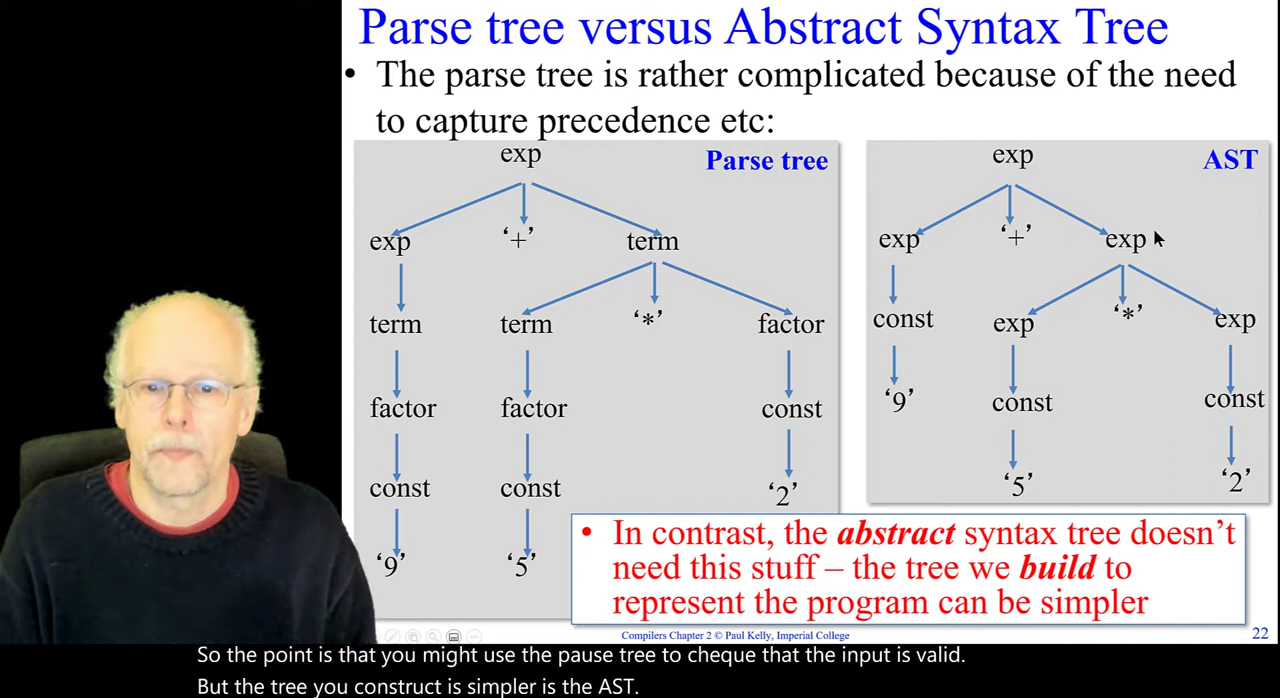 Parse tree versus Abstract Syntax Tree
• The parse tree is rather complicated because of the need
to capture precedence etc:
exp
Parse tree
exp
‘+’
term
term
term
‘*’
factor
factor
factor
const
const
const
‘2’
‘9’
‘5’
exp
AST
exp
‘+’
exp
const
exp
‘*’
exp
‘9’
const
const
‘5’
‘2’
• In contrast, the abstract syntax tree doesn’t
need this stuff – the tree we build to
represent the program can be simpler
Compilers Chapter 2 © Paul Kelly, Imperial College
22
So the point is that you might use the pause tree to cheque that the input is valid.
But the tree you construct is simpler is the AST.